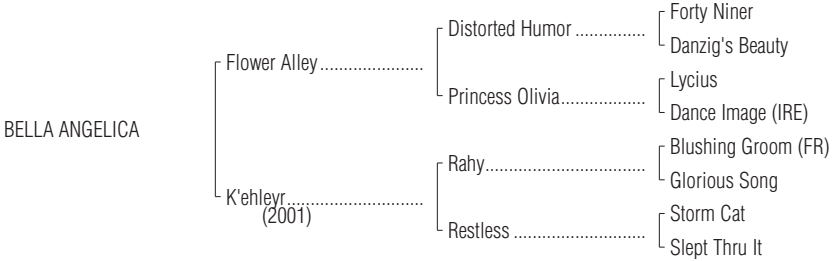 Forty Niner
Distorted Humor ...............
Danzig's Beauty
Flower Alley......................
Lycius
Princess Olivia..................
Dance Image (IRE)
BELLA ANGELICA
Blushing Groom (FR)
Rahy..................................
Glorious Song
K'ehleyr.............................
(2001)
Storm Cat
Restless ............................
Slept Thru It